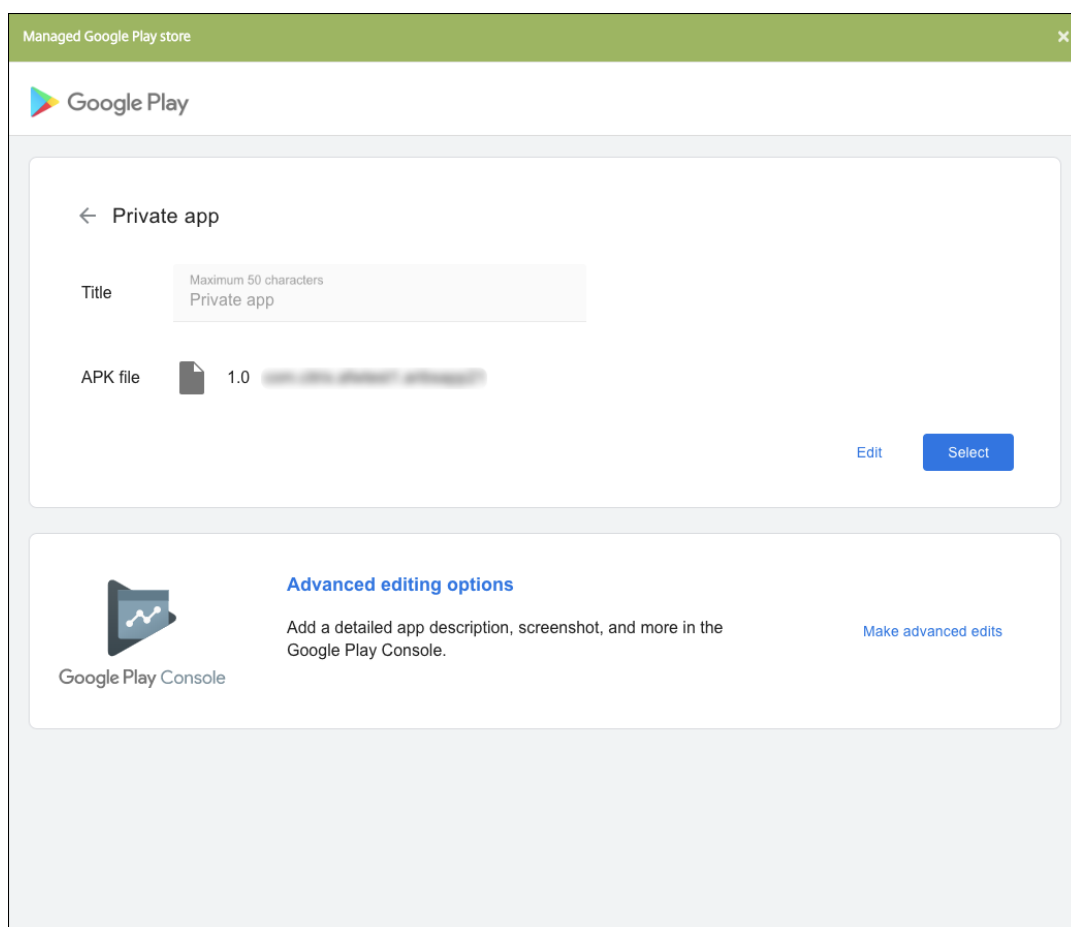 Managed Google Play store
Google Play
Private app
Title
Maximum 50 characters
Private app
APK file 1.0
Edit Select
Advanced editing options
Add a detailed app description, screenshot, and more in the
Google Play Console.
Make advanced edits
Google Play Console